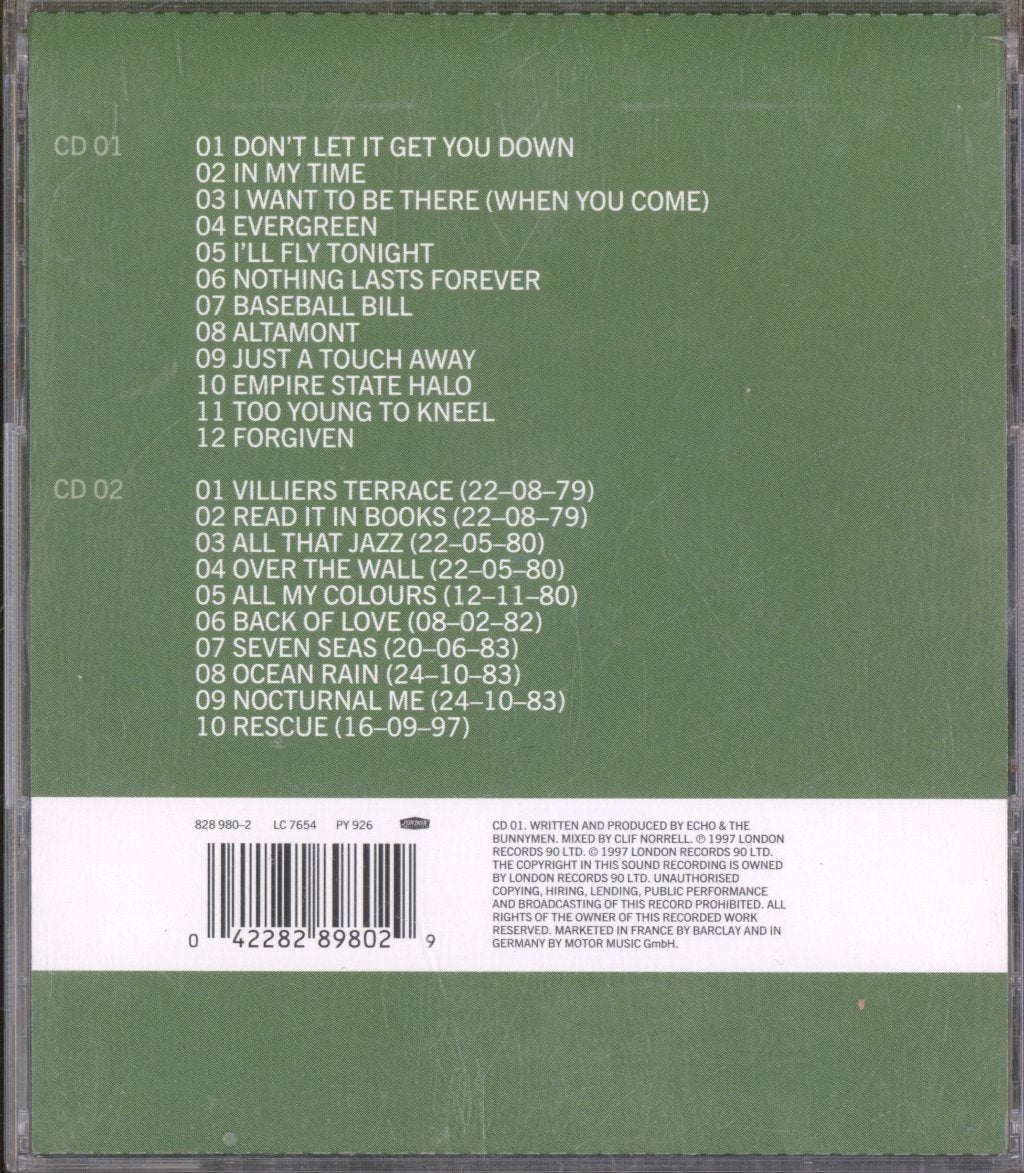 CD 01
01 DON'T LET IT GET YOU DOWN
02 IN MY TIME
03 I WANT TO BE THERE (WHEN YOU COME)
04 EVERGREEN
05 I'LL FLY TONIGHT
06 NOTHING LASTS FOREVER
07 BASEBALL BILL
08 ALTAMONT
09 JUST A TOUCH AWAY
10 EMPIRE STATE HALO
11 TOO YOUNG TO KNEEL
12 FORGIVEN
CD 02
01 VILLIERS TERRACE (22–08–79)
02 READ IT IN BOOKS (22–08–79)
03 ALL THAT JAZZ (22–05–80)
04 OVER THE WALL (22–05–80)
05 ALL MY COLOURS (12–11–80)
06 BACK OF LOVE (08–02–82)
07 SEVEN SEAS (20–06–83)
08 OCEAN RAIN (24–10–83)
09 NOCTURNAL ME (24–10–83)
10 RESCUE (16–09–97)
828 980–2 LC 7654 PY 926 LONDON
0 42282 89802 9
CD 01. WRITTEN AND PRODUCED BY ECHO & THE
BUNNYMEN. MIXED BY CLIF NORRELL. ℗ 1997 LONDON
RECORDS 90 LTD. © 1997 LONDON RECORDS 90 LTD.
THE COPYRIGHT IN THIS SOUND RECORDING IS OWNED
BY LONDON RECORDS 90 LTD. UNAUTHORISED
COPYING, HIRING, LENDING, PUBLIC PERFORMANCE
AND BROADCASTING OF THIS RECORD PROHIBITED. ALL
RIGHTS OF THE OWNER OF THIS RECORDED WORK
RESERVED. MARKETED IN FRANCE BY BARCLAY AND IN
GERMANY BY MOTOR MUSIC GmbH.